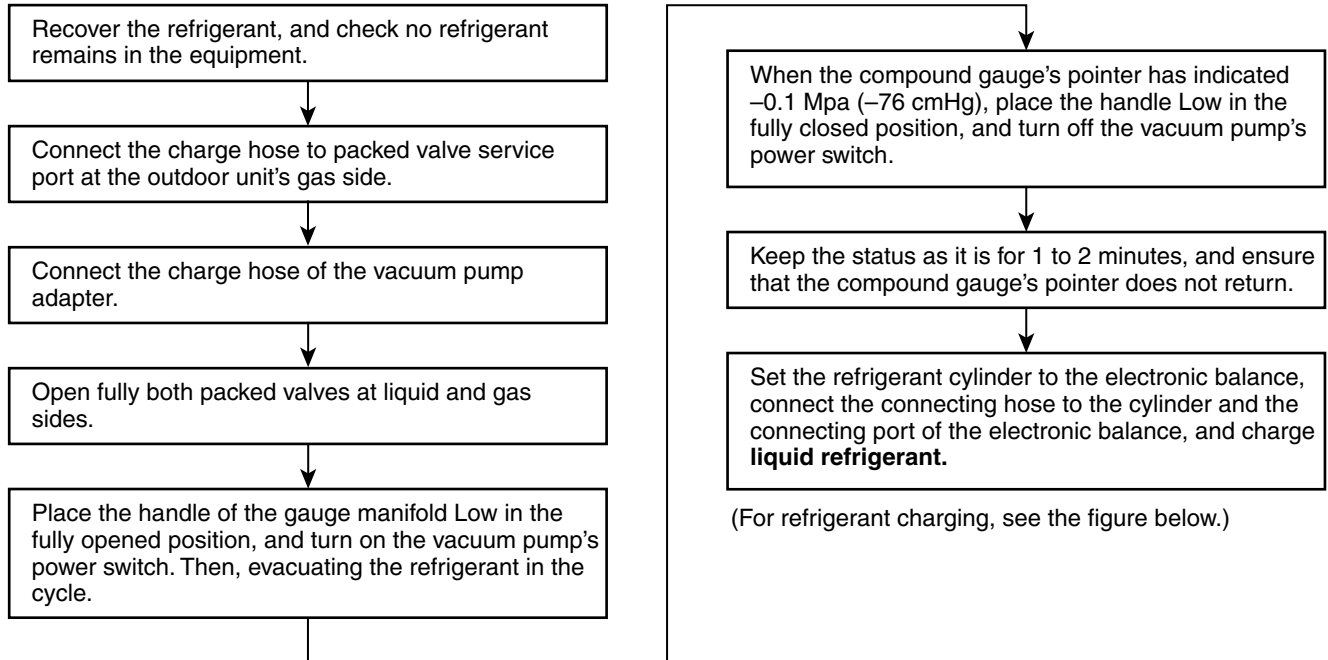 Recover the refrigerant, and check no refrigerant
remains in the equipment.
Connect the charge hose to packed valve service
port at the outdoor unit's gas side.
Connect the charge hose of the vacuum pump
adapter.
Open fully both packed valves at liquid and gas
sides.
Place the handle of the gauge manifold Low in the
fully opened position, and turn on the vacuum pump's
power switch. Then, evacuating the refrigerant in the
cycle.
When the compound gauge's pointer has indicated
–0.1 Mpa (–76 cmHg), place the handle Low in the
fully closed position, and turn off the vacuum pump's
power switch.
Keep the status as it is for 1 to 2 minutes, and ensure
that the compound gauge's pointer does not return.
Set the refrigerant cylinder to the electronic balance,
connect the connecting hose to the cylinder and the
connecting port of the electronic balance, and charge
liquid refrigerant.
(For refrigerant charging, see the figure below.)